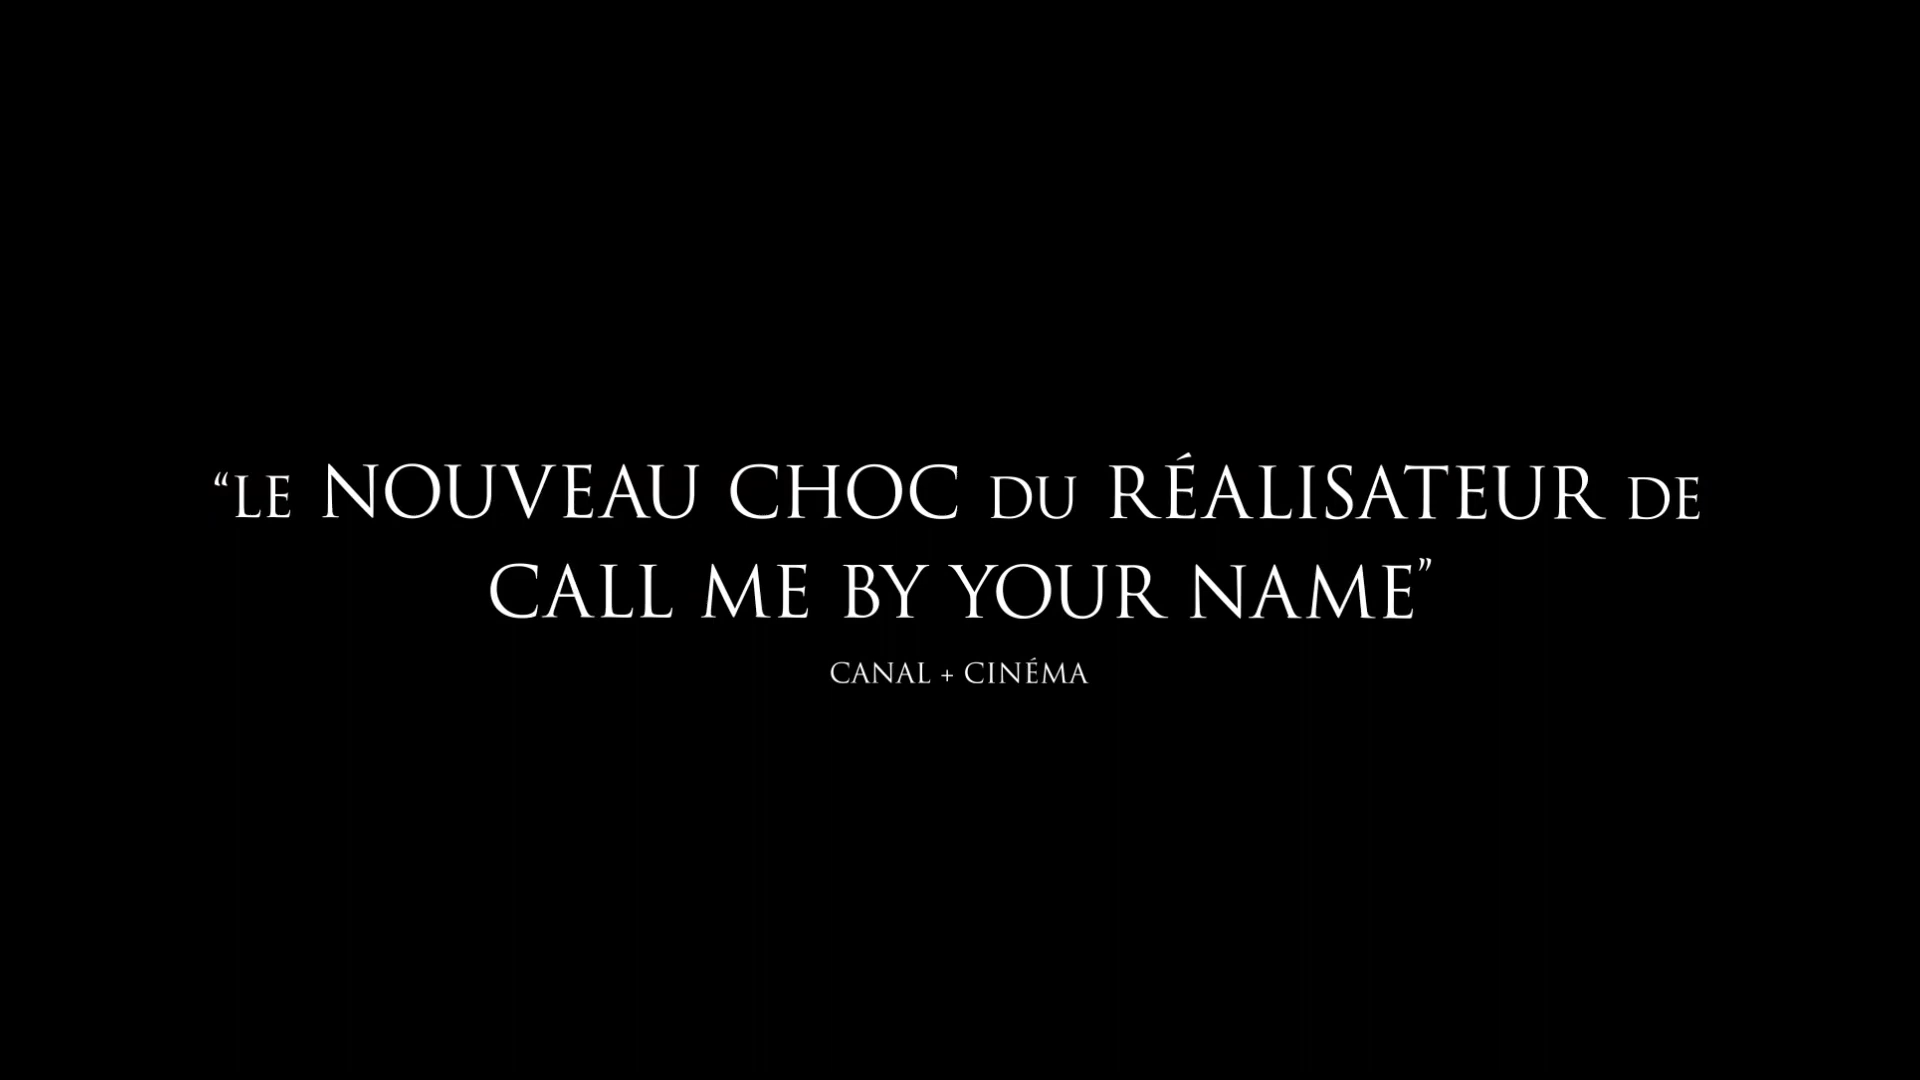 “LE NOUVEAU CHOC DU RÉALISATEUR DE
CALL ME BY YOUR NAME”
CANAL + CINÉMA